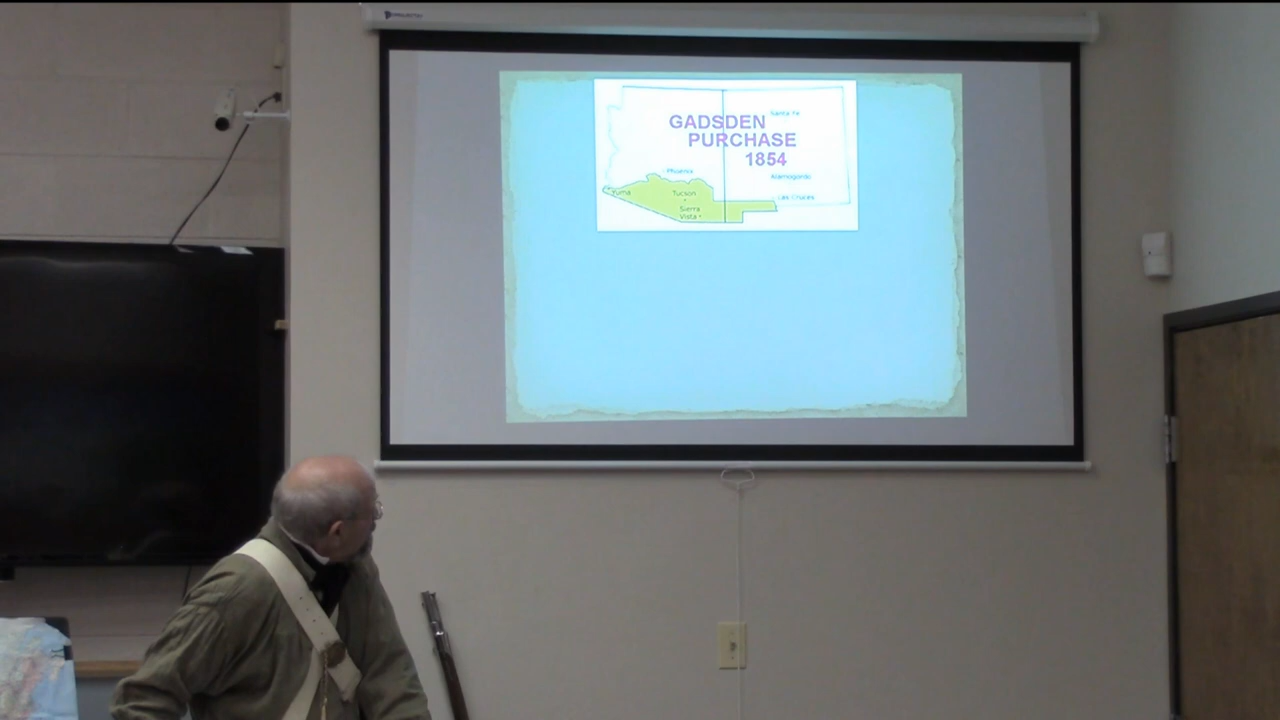 GADSDEN
PURCHASE
1854
Santa Fe
Phoenix
Alamogordo
Yuma
Tucson
Las Cruces
Sierra
Vista